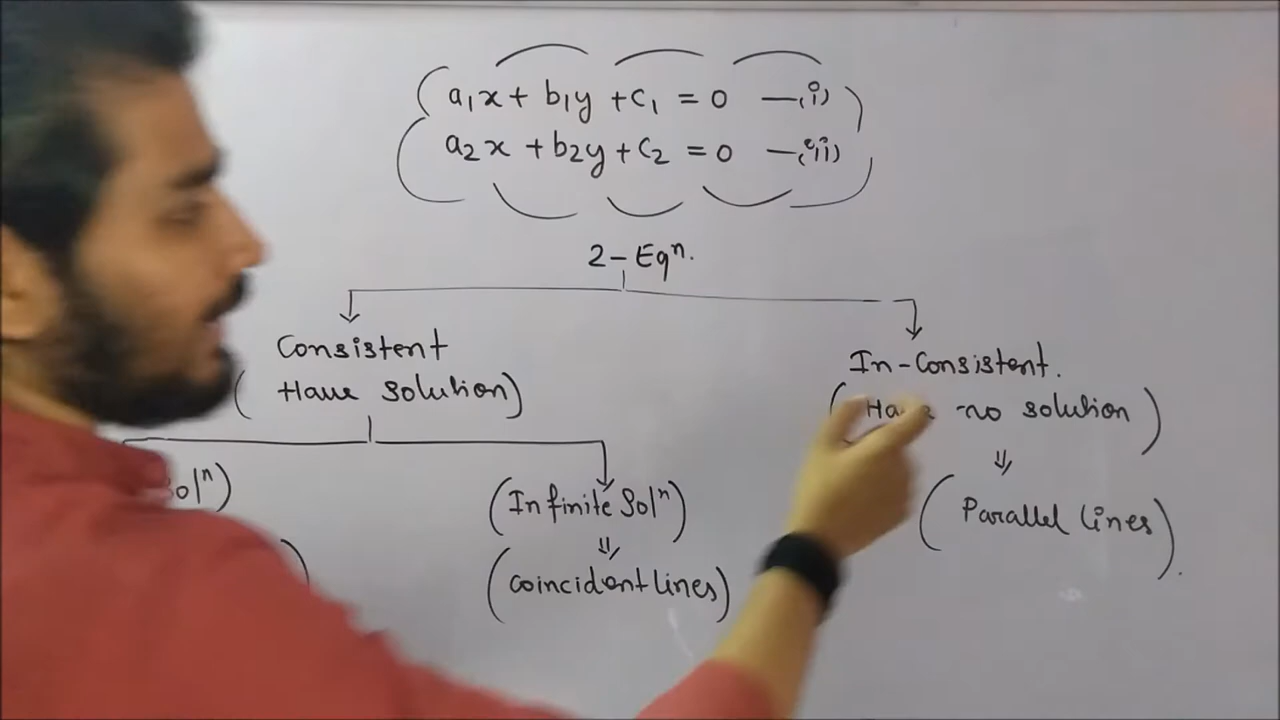 a₁x + b₁y + c₁ = 0 —(i)
a₂x + b₂y + c₂ = 0 —(ii)
2 - Eqⁿ.
Consistent
(Have solution)
In-Consistent.
(Have no solution)
(Infinite Solⁿ)
⇓
(coincident lines)
⇓
(Parallel lines).